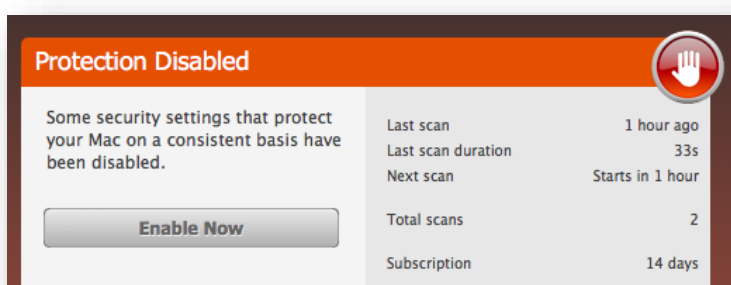 Protection Disabled
Some security settings that protect
your Mac on a consistent basis have
been disabled.
Enable Now
Last scan 1 hour ago
Last scan duration 33s
Next scan Starts in 1 hour
Total scans 2
Subscription 14 days